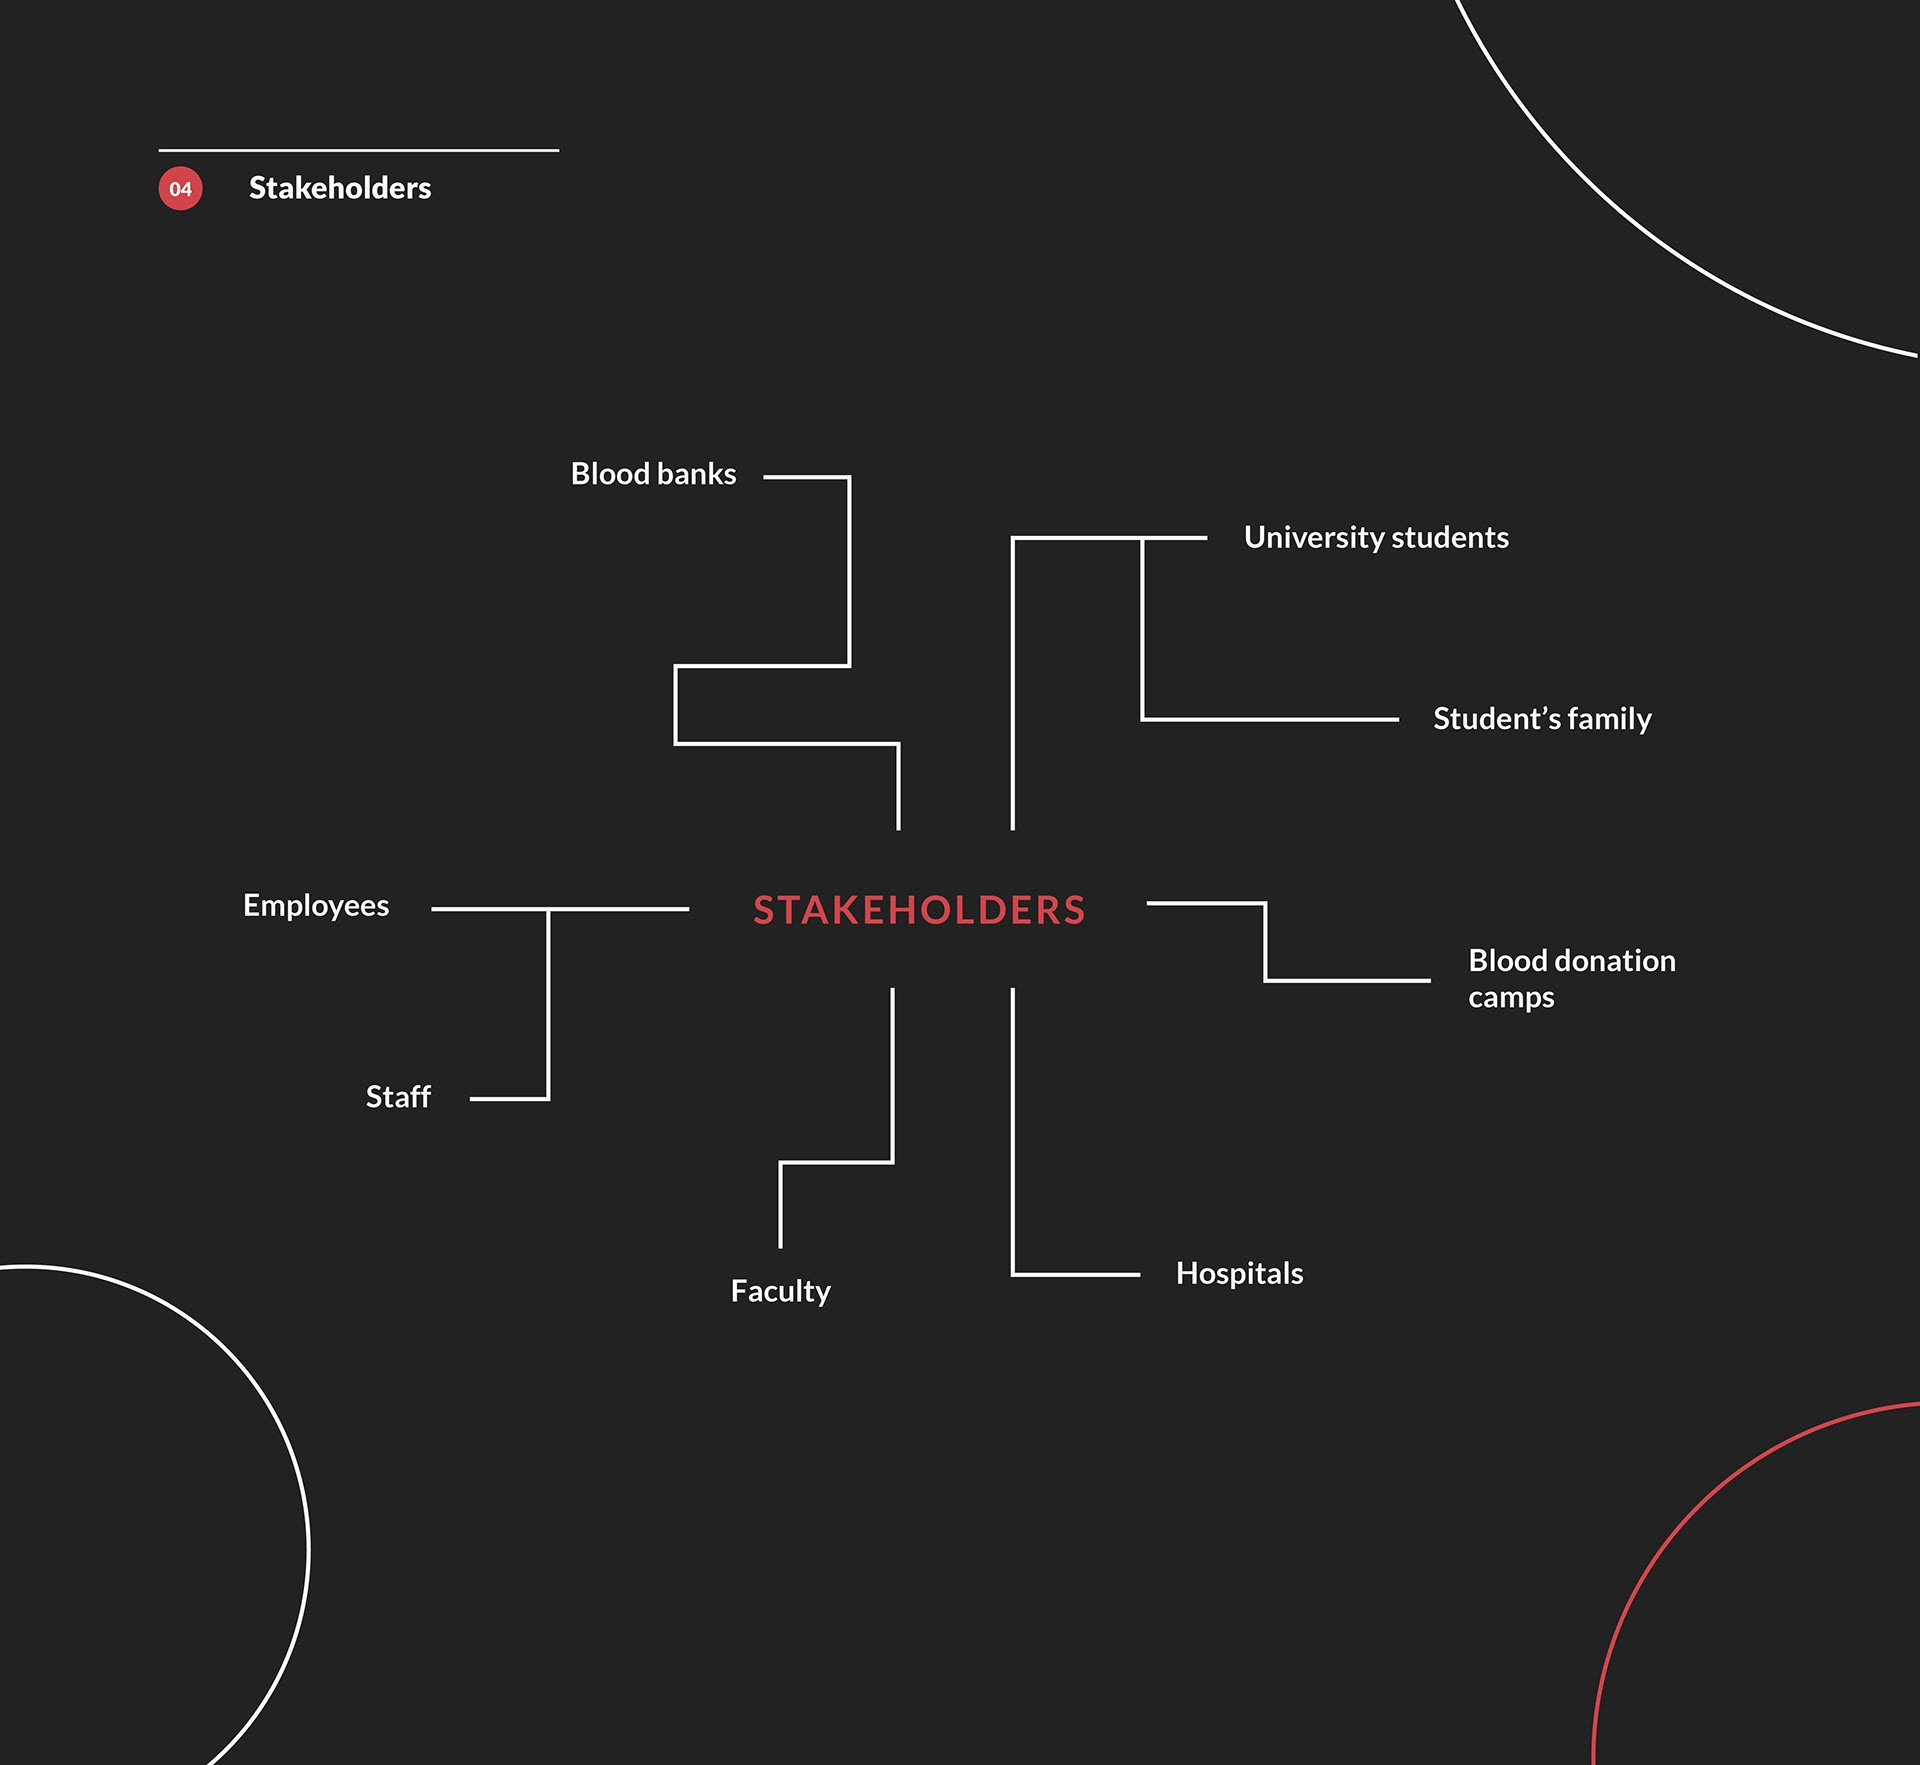 04
Stakeholders
Blood banks
University students
Student’s family
Employees
STAKEHOLDERS
Blood donation
camps
Staff
Faculty
Hospitals